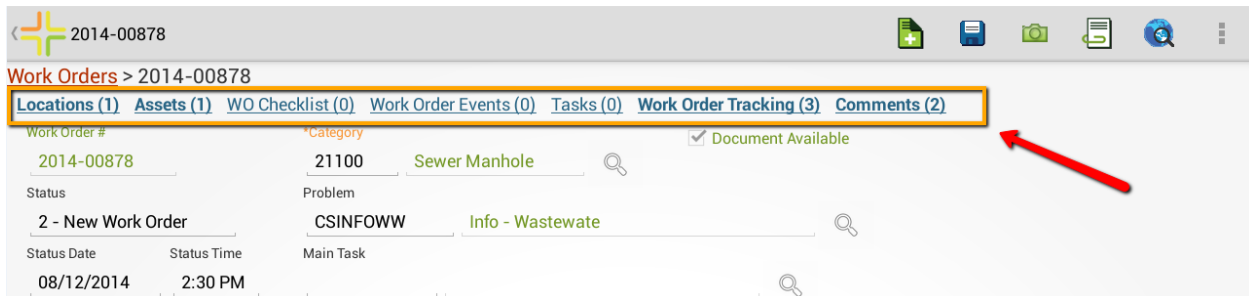 2014-00878
Work Orders > 2014-00878
Locations (1) Assets (1) WO Checklist (0) Work Order Events (0) Tasks (0) Work Order Tracking (3) Comments (2)
Work Order # *Category Document Available
2014-00878 21100 Sewer Manhole
Status Problem
2 - New Work Order CSINFOWW Info - Wastewate
Status Date Status Time Main Task
08/12/2014 2:30 PM